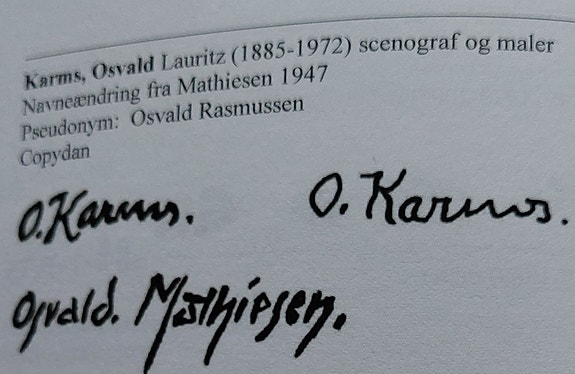 Karms, Osvald Lauritz (1885-1972) scenograf og maler
Navneændring fra Mathiesen 1947
Pseudonym: Osvald Rasmussen
Copydan
O.Karms. O. Karms.
Osvald. Mathiesen.